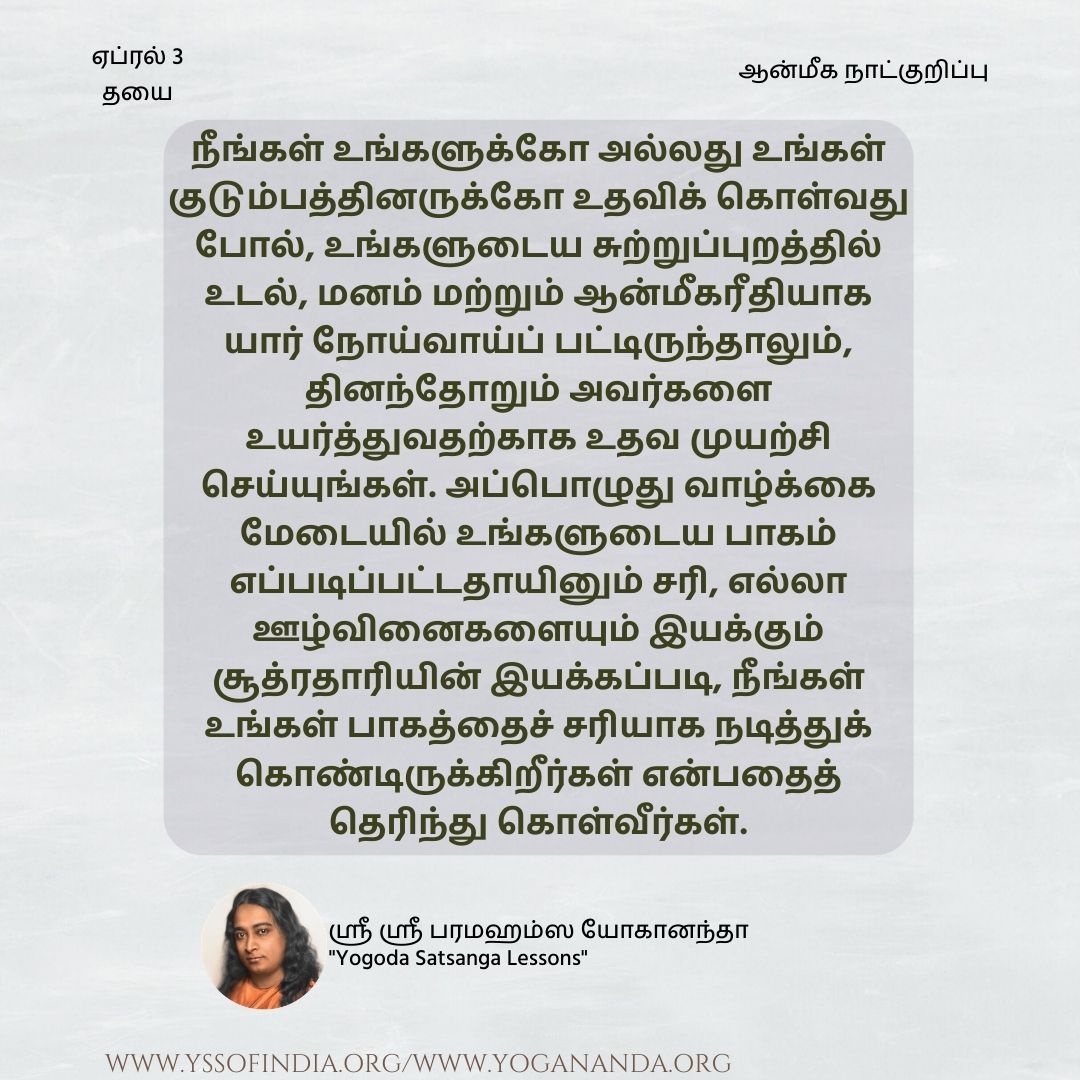 ஏப்ரல் 3
தயை
ஆன்மீக நாட்குறிப்பு
நீங்கள் உங்களுக்கோ அல்லது உங்கள்
குடும்பத்தினருக்கோ உதவிக் கொள்வது
போல், உங்களுடைய சுற்றுப்புறத்தில்
உடல், மனம் மற்றும் ஆன்மீகரீதியாக
யார் நோய்வாய்ப் பட்டிருந்தாலும்,
தினந்தோறும் அவர்களை
உயர்த்துவதற்காக உதவ முயற்சி
செய்யுங்கள். அப்பொழுது வாழ்க்கை
மேடையில் உங்களுடைய பாகம்
எப்படிப்பட்டதாயினும் சரி, எல்லா
ஊழ்வினைகளையும் இயக்கும்
சூத்ரதாரியின் இயக்கப்படி, நீங்கள்
உங்கள் பாகத்தைச் சரியாக நடித்துக்
கொண்டிருக்கிறீர்கள் என்பதைத்
தெரிந்து கொள்வீர்கள்.
ஸ்ரீ ஸ்ரீ பரமஹம்ஸ யோகானந்தா
"Yogoda Satsanga Lessons"
WWW.YSSOFINDIA.ORG/WWW.YOGANANDA.ORG